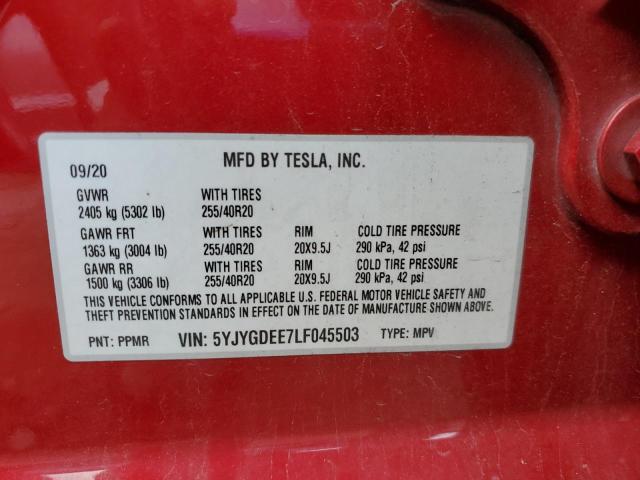 09/20 MFD BY TESLA, INC.
GVWR WITH TIRES
2405 kg (5302 lb) 255/40R20
GAWR FRT WITH TIRES RIM COLD TIRE PRESSURE
1363 kg (3004 lb) 255/40R20 20X9.5J 290 kPa, 42 psi
GAWR RR WITH TIRES RIM COLD TIRE PRESSURE
1500 kg (3306 lb) 255/40R20 20X9.5J 290 kPa, 42 psi
THIS VEHICLE CONFORMS TO ALL APPLICABLE U.S. FEDERAL MOTOR VEHICLE SAFETY AND
THEFT PREVENTION STANDARDS IN EFFECT ON THE DATE OF MANUFACTURE SHOWN ABOVE.
PNT: PPMR VIN: 5YJYGDEE7LF045503 TYPE: MPV